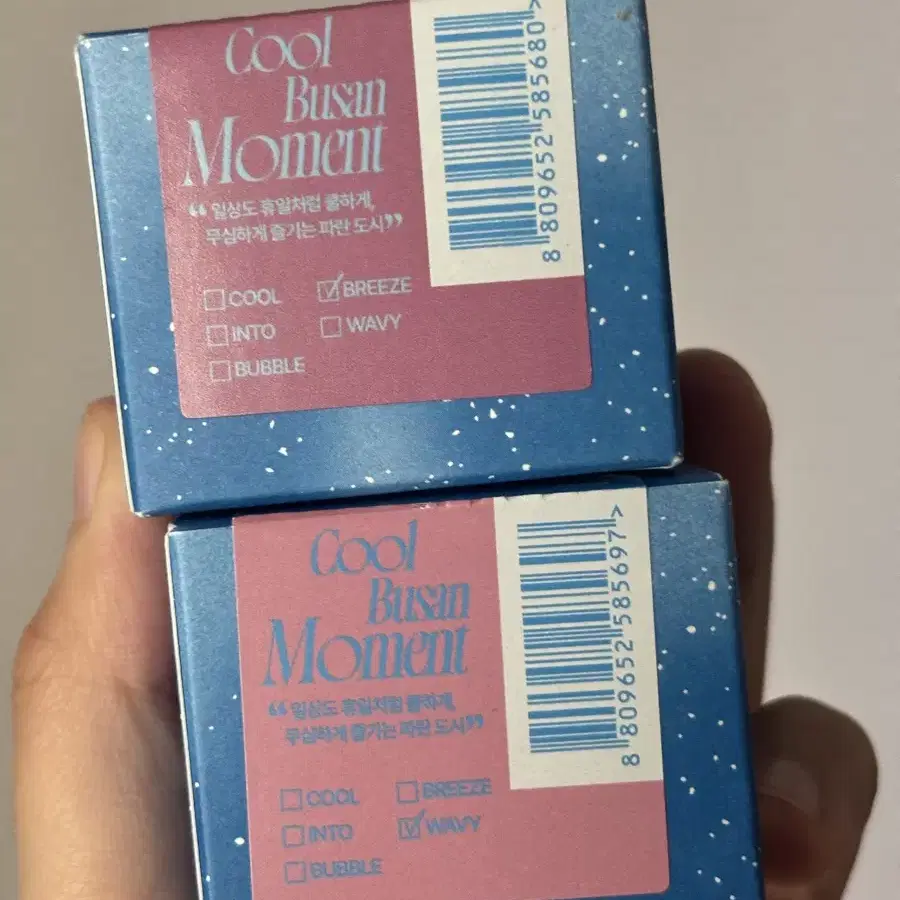 Cool
Busan
Moment
“ 일상도 휴일처럼 쿨하게,
무심하게 즐기는 파란 도시 ”
COOL
BREEZE
INTO
WAVY
BUBBLE
8 809652 585680 >
Cool
Busan
Moment
“ 일상도 휴일처럼 쿨하게,
무심하게 즐기는 파란 도시 ”
COOL
BREEZE
INTO
WAVY
BUBBLE
8 809652 585697 >